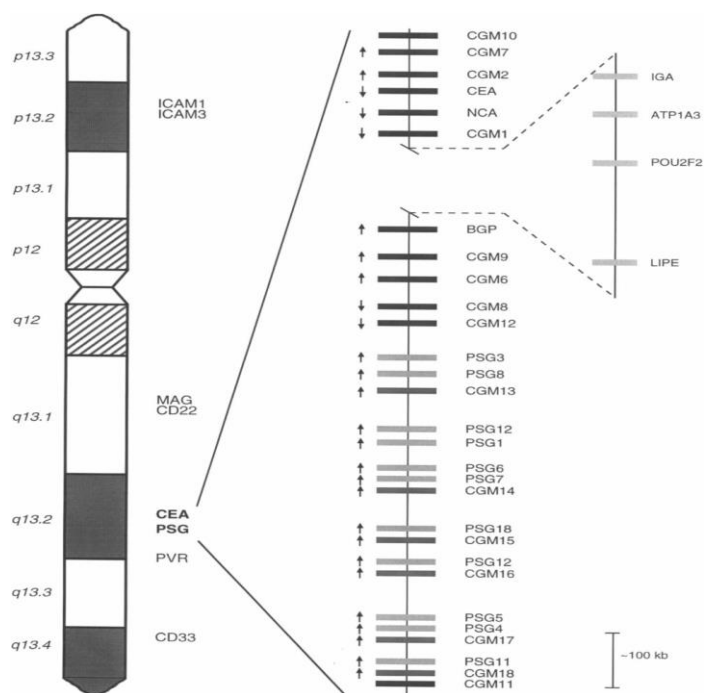 p13.3
p13.2
p13.1
p12
q12
q13.1
q13.2
q13.3
q13.4
ICAM1
ICAM3
MAG
CD22
CEA
PSG
PVR
CD33
CGM10
CGM7
CGM2
CEA
NCA
CGM1
BGP
CGM9
CGM6
CGM8
CGM12
PSG3
PSG8
CGM13
PSG12
PSG1
PSG6
PSG7
CGM14
PSG18
CGM15
PSG12
CGM16
PSG5
PSG4
CGM17
PSG11
CGM18
CGM11
IGA
ATP1A3
POU2F2
LIPE
~100 kb